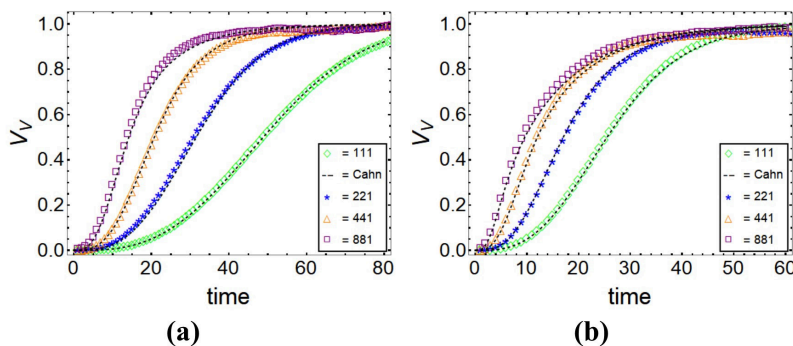 1.0
0.8
0.6
0.4
0.2
0.0
V_V
0 20 40 60 80
time
= 111
= Cahn
= 221
= 441
= 881
(a)
1.0
0.8
0.6
0.4
0.2
0.0
V_V
0 10 20 30 40 50 60
time
= 111
= Cahn
= 221
= 441
= 881
(b)